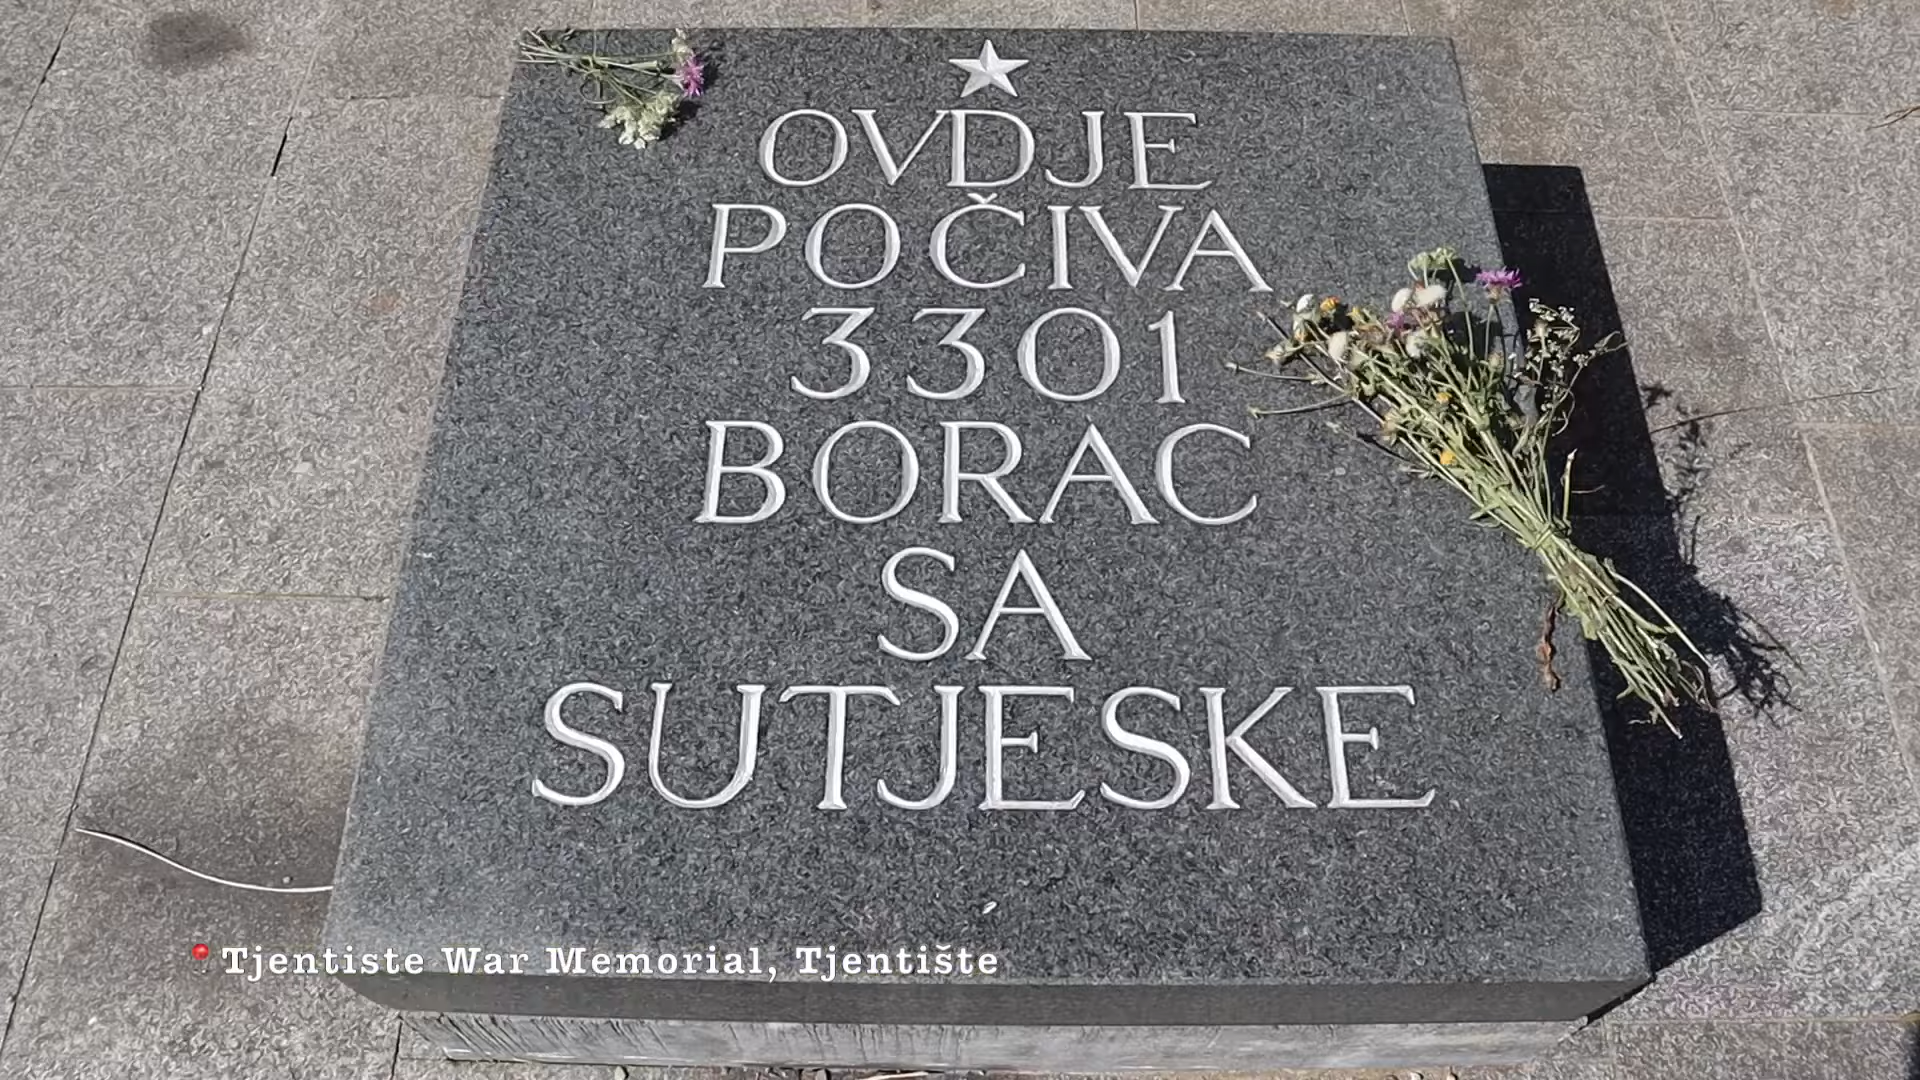 OVDJE
POČIVA
3301
BORAC
SA
SUTJESKE
Tjentiste War Memorial, Tjentište